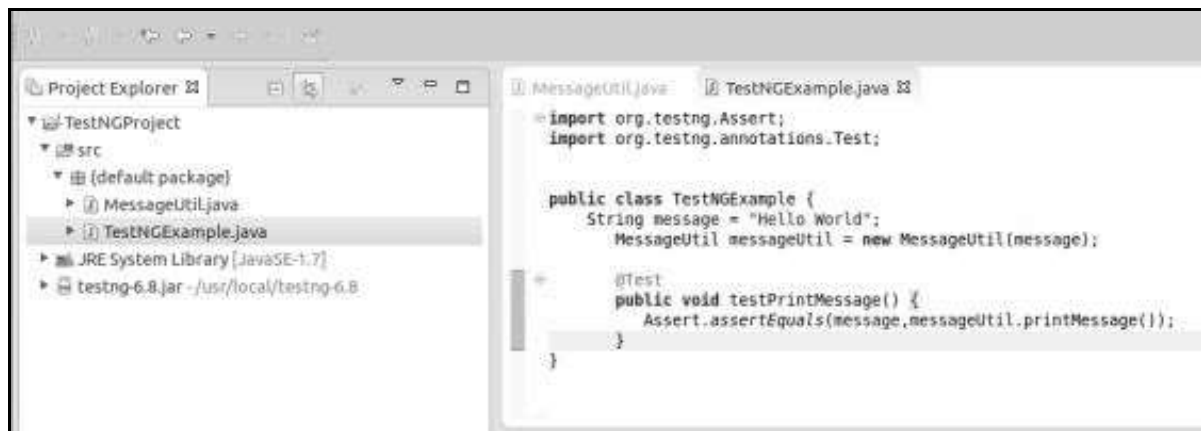 Project Explorer
TestNGProject
src
(default package)
MessageUtil.java
TestNGExample.java
JRE System Library [JavaSE-1.7]
testng-6.8.jar - /usr/local/testng-6.8
MessageUtil.java TestNGExample.java
import org.testng.Assert;
import org.testng.annotations.Test;
public class TestNGExample {
String message = "Hello World";
MessageUtil messageUtil = new MessageUtil(message);
@Test
public void testPrintMessage() {
Assert.assertEquals(message,messageUtil.printMessage());
}
}